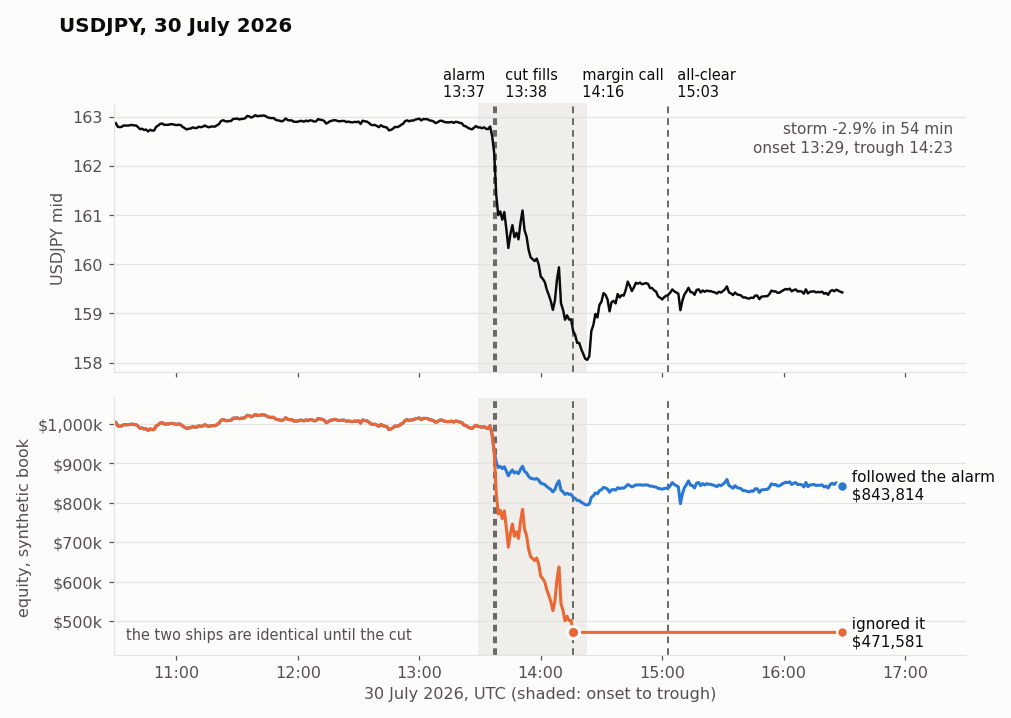 USDJPY, 30 July 2026
alarm
13:37
cut fills
13:38
margin call
14:16
all-clear
15:03
storm -2.9% in 54 min
onset 13:29, trough 14:23
USDJPY mid
163
162
161
160
159
158
equity, synthetic book
$1,000k
$900k
$800k
$700k
$600k
$500k
followed the alarm
$843,814
ignored it
$471,581
the two ships are identical until the cut
11:00
12:00
13:00
14:00
15:00
16:00
17:00
30 July 2026, UTC (shaded: onset to trough)